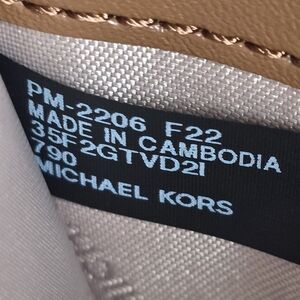 PM-2206 F22
MADE IN CAMBODIA
35F2GTVD2I
790
MICHAEL KORS